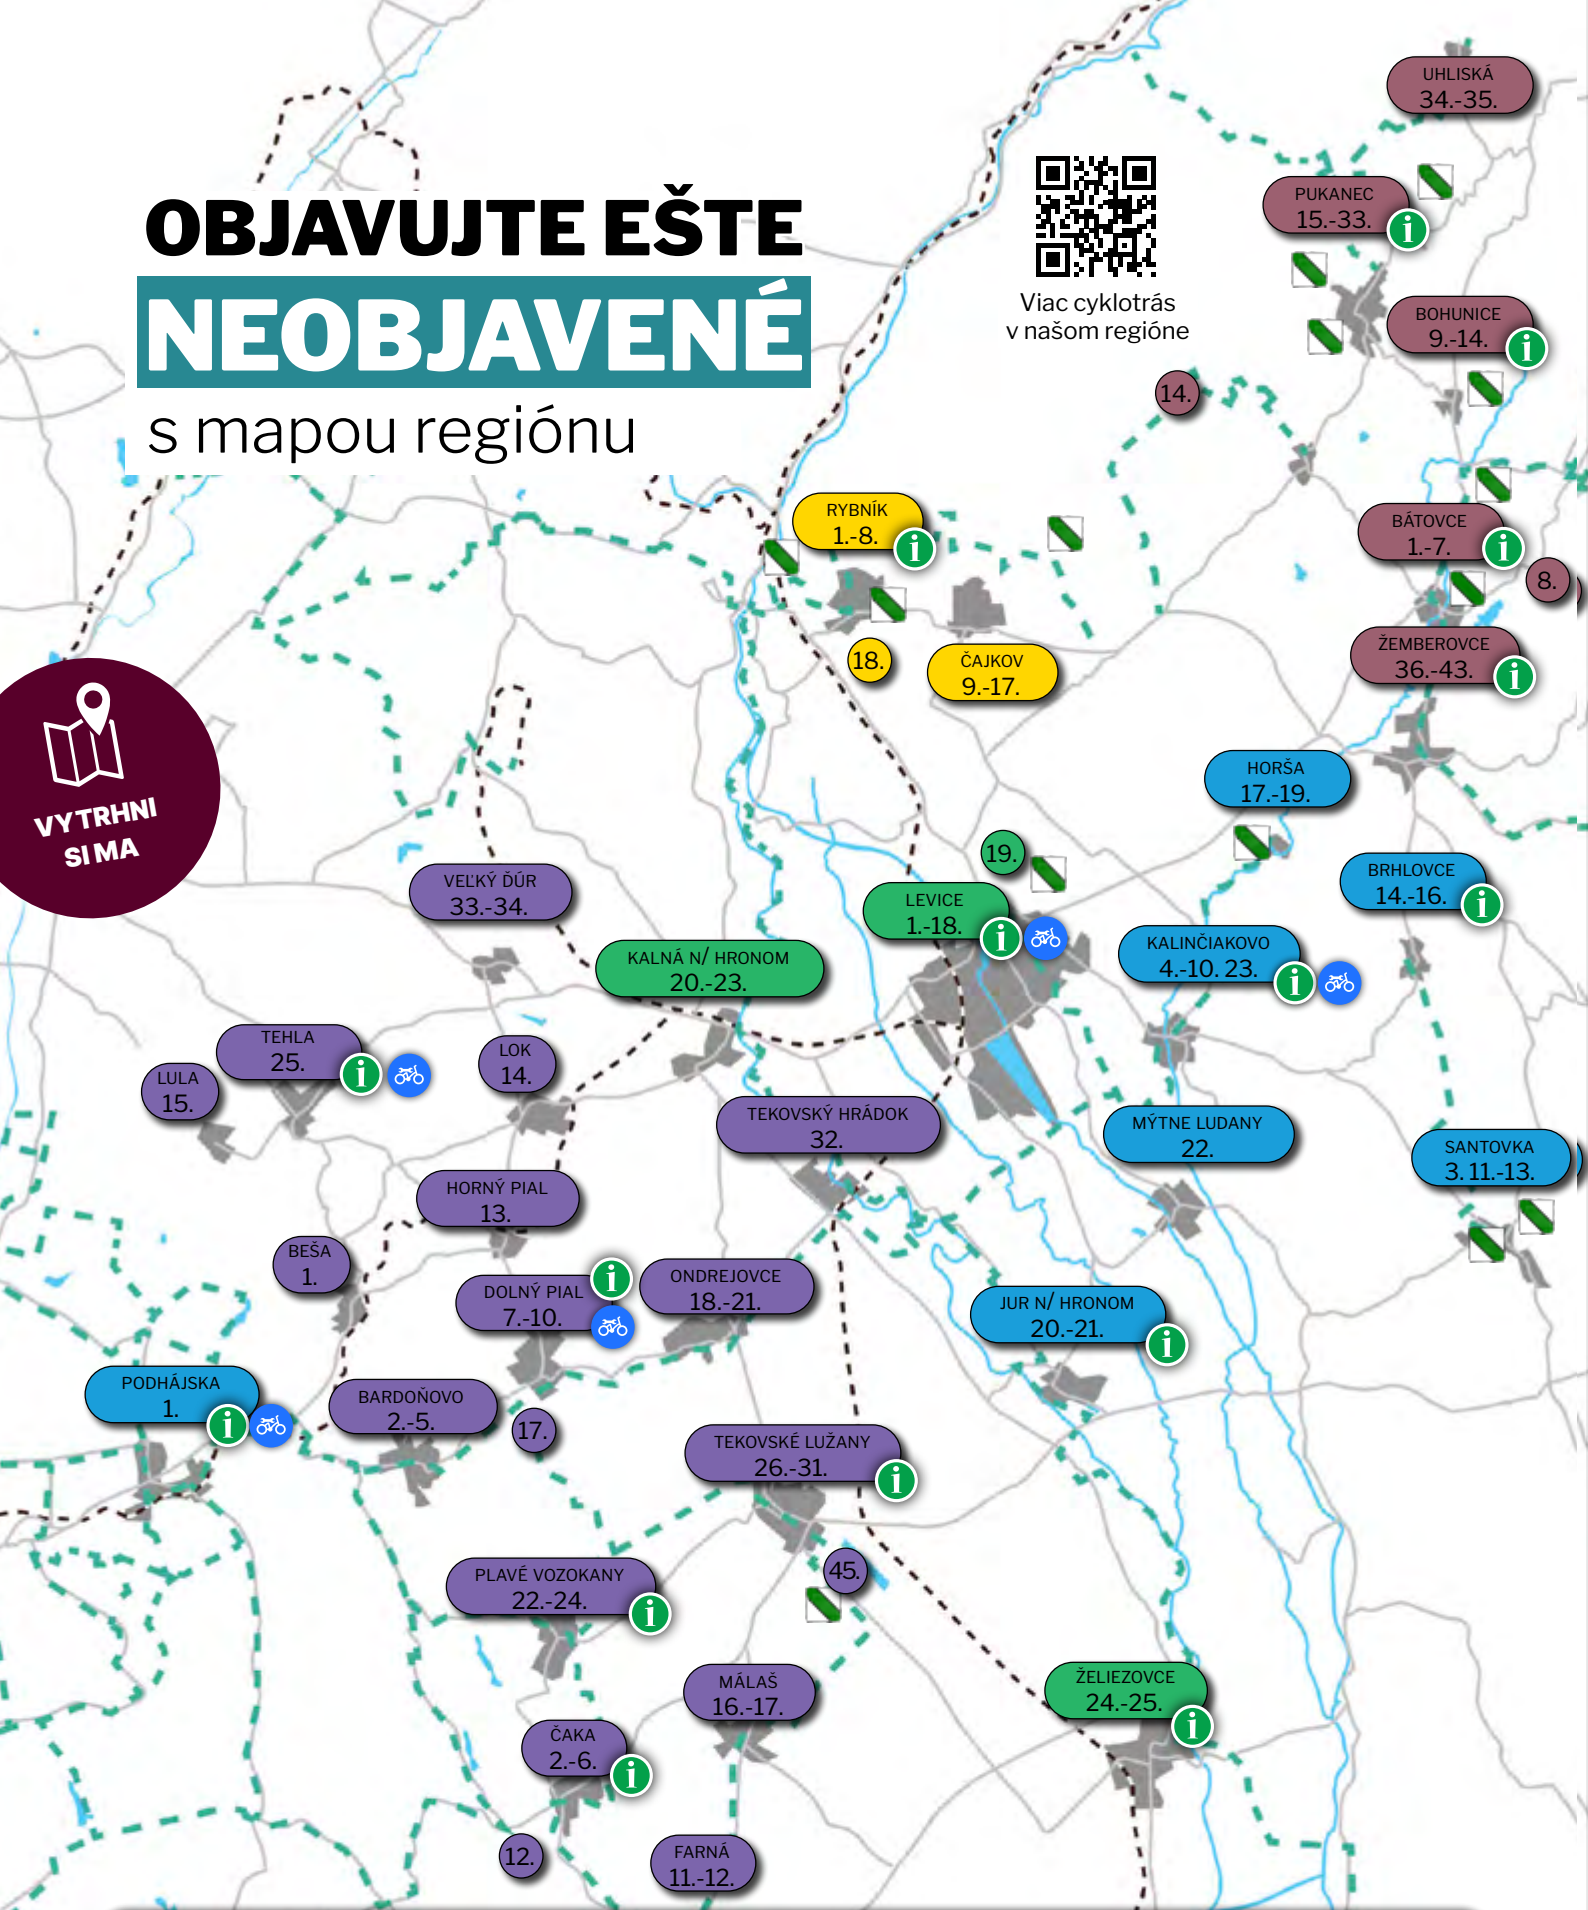 UHLISKÁ
34.-35.
PUKANEC
15.-33.
i
OBJAVUJTE EŠTE
NEOBJAVENÉ
s mapou regiónu
Viac cyklotrás
v našom regióne
BOHUNICE
9.-14.
i
14.
RYBNÍK
1.-8.
i
BÁTOVCE
1.-7.
i
8.
18.
ČAJKOV
9.-17.
ŽEMBEROVCE
36.-43.
i
VYTRHNI
SI MA
HORŠA
17.-19.
19.
VEĽKÝ ĎÚR
33.-34.
LEVICE
1.-18.
i
BRHLOVCE
14.-16.
i
KALNÁ N/ HRONOM
20.-23.
KALINČIAKOVO
4.-10. 23.
i
TEHLA
25.
i
LULA
15.
LOK
14.
TEKOVSKÝ HRÁDOK
32.
MÝTNE LUDANY
22.
SANTOVKA
3. 11.-13.
HORNÝ PIAL
13.
BEŠA
1.
DOLNÝ PIAL
7.-10.
i
ONDREJOVCE
18.-21.
JUR N/ HRONOM
20.-21.
i
PODHÁJSKA
1.
i
BARDOŇOVO
2.-5.
17.
TEKOVSKÉ LUŽANY
26.-31.
i
45.
PLAVÉ VOZOKANY
22.-24.
i
MÁLAŠ
16.-17.
ŽELIEZOVCE
24.-25.
i
ČAKA
2.-6.
i
12.
FARNÁ
11.-12.